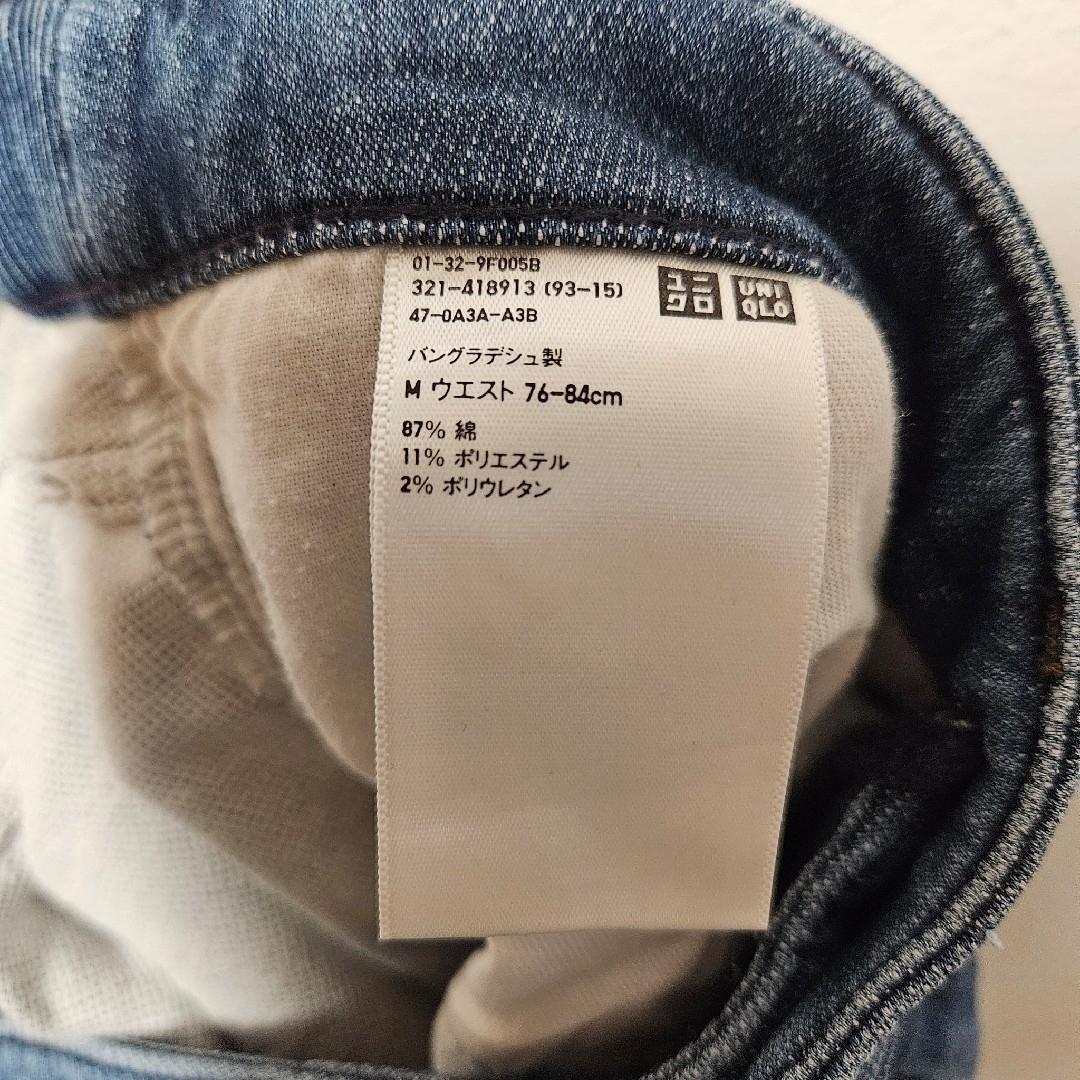 01-32-9F005B
321-418913 (93-15)
47-0A3A-A3B
ユニ
クロ
UNI
QLO
バングラデシュ製
M ウエスト 76-84cm
87% 綿
11% ポリエステル
2% ポリウレタン